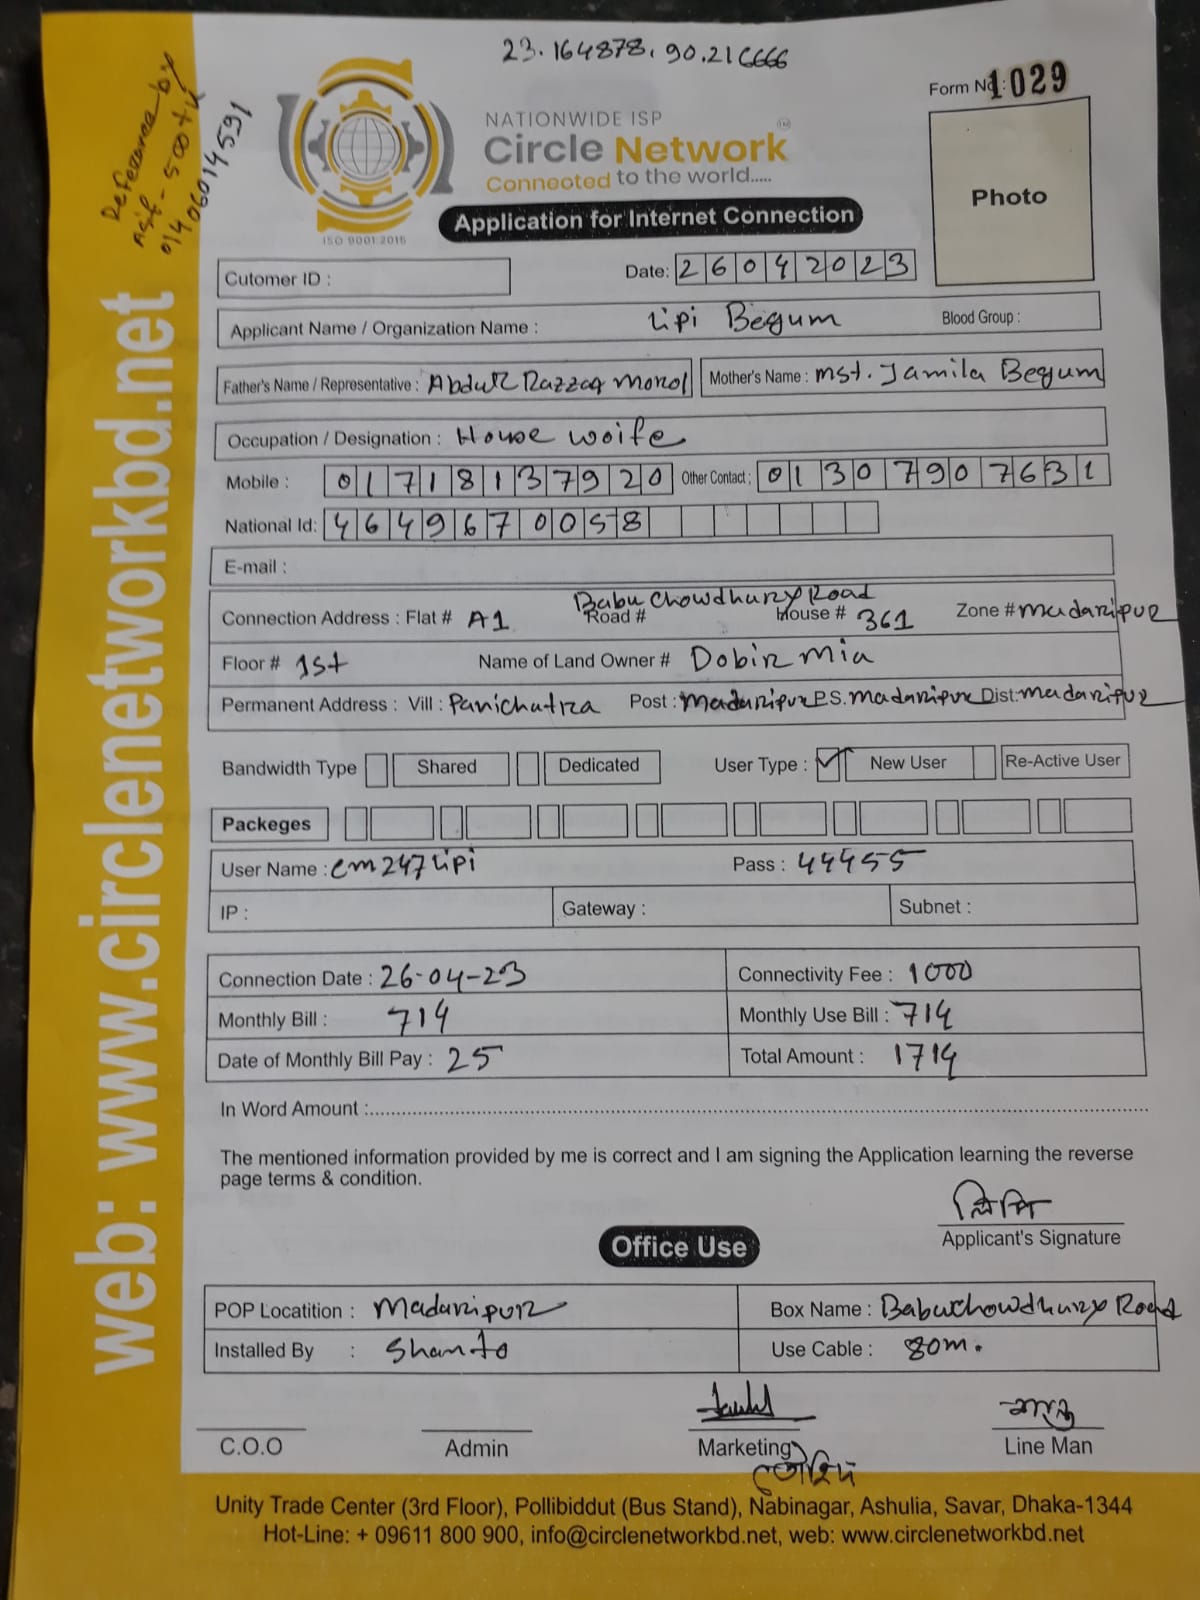 23.164878, 90.216666
Reference by
Asif - 500 tk
01406014591
Form No: 1029
NATIONWIDE ISP
Circle Network
Connected to the world.....
ISO 9001:2015
Photo
Application for Internet Connection
Cutomer ID :
Date: 26042023
Applicant Name / Organization Name : Lipi Begum Blood Group :
Father's Name / Representative : Abdur Razzaq Morol Mother's Name : Mst. Jamila Begum
Occupation / Designation : House woife
Mobile : 01718137920 Other Contact : 01307907631
National Id: 4649670058
E-mail :
Connection Address : Flat # A1 Road # Babu Chowdhury Road House # 361 Zone # Madaripur
Floor # 1st Name of Land Owner # Dobir Mia
Permanent Address : Vill : Panichatra Post : Madaripur P.S. Madaripur Dist: Madaripur
Bandwidth Type Shared Dedicated User Type : ✓ New User Re-Active User
Packeges
User Name : cm247Lipi Pass : 44455
IP : Gateway : Subnet :
Connection Date : 26-04-23 Connectivity Fee : 1000
Monthly Bill : 714 Monthly Use Bill : 714
Date of Monthly Bill Pay : 25 Total Amount : 1714
In Word Amount :
The mentioned information provided by me is correct and I am signing the Application learning the reverse
page terms & condition.
লিপি
Applicant's Signature
Office Use
POP Locatition : Madaripur Box Name : Babuchowdhury Road
Installed By : Shanto Use Cable : 80m.
C.O.O Admin Marketing Line Man
তৌহিদ
Unity Trade Center (3rd Floor), Pollibiddut (Bus Stand), Nabinagar, Ashulia, Savar, Dhaka-1344
Hot-Line: + 09611 800 900, info@circlenetworkbd.net, web: www.circlenetworkbd.net
web: www.circlenetworkbd.net